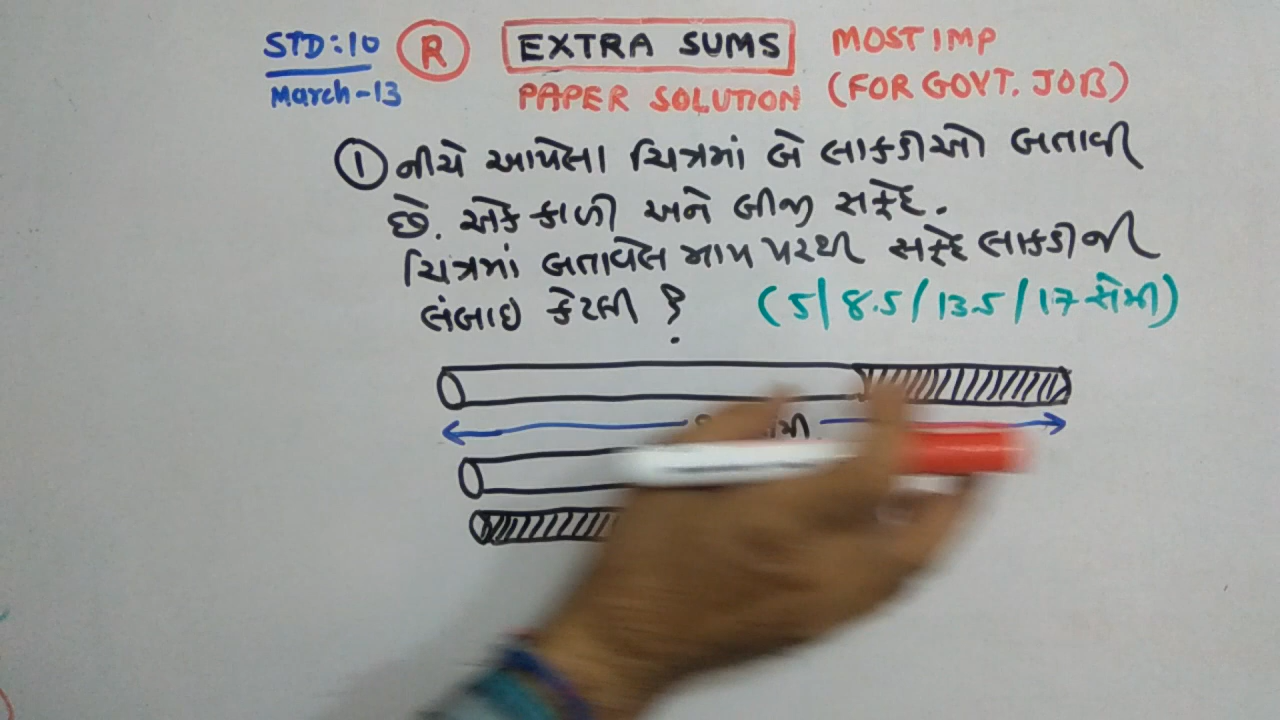 STD:10 R EXTRA SUMS MOST IMP
March-13 PAPER SOLUTION (FOR GOVT. JOB)
① નીચે આપેલા ચિત્રમાં બે લાકડીઓ બતાવી
છે. એક કાળી અને બીજી સફેદ.
ચિત્રમાં બતાવેલ માપ પરથી સફેદ લાકડીની
લંબાઇ કેટલી ? (5/8.5/13.5/17 સેમી)